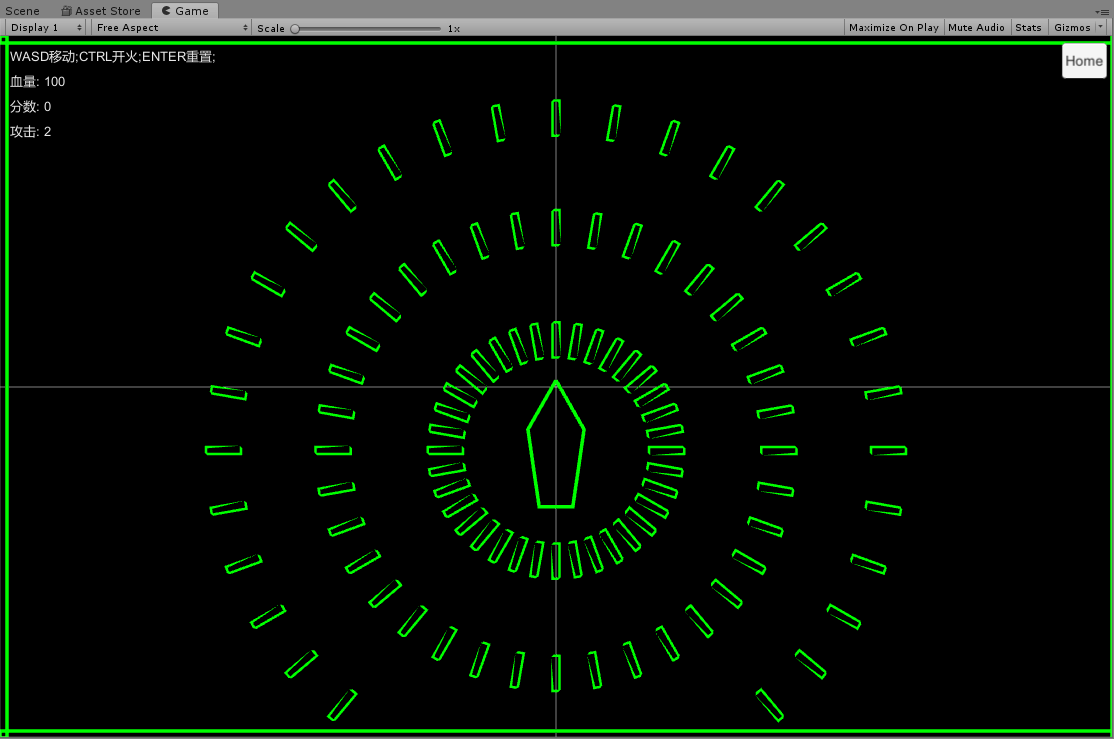 Scene Asset Store Game
Display 1 Free Aspect Scale 1x Maximize On Play Mute Audio Stats Gizmos
WASD移动;CTRL开火;ENTER重置;
Home
血量: 100
分数: 0
攻击: 2